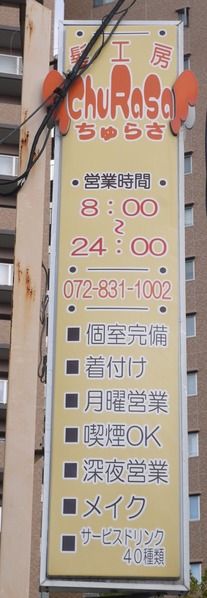 髪工房
chuRaSa
ちゅらさ
・営業時間・
8：00
〜
24：00
072-831-1002
■個室完備
■着付け
■月曜営業
■喫煙OK
■深夜営業
■メイク
■サービスドリンク
40種類